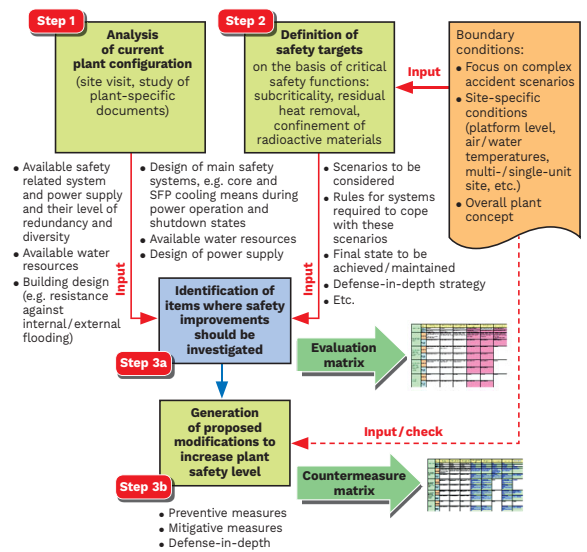 Step 1
Analysis
of current
plant configuration
(site visit, study of
plant-specific
documents)
Step 2
Definition of
safety targets
on the basis of critical
safety functions:
subcriticality, residual
heat removal,
confinement of
radioactive materials
Input
Boundary
conditions:
• Focus on complex
accident scenarios
• Site-specific
conditions
(platform level,
air/water
temperatures,
multi-/single-unit
site, etc.)
• Overall plant
concept
• Available safety
related system
and power supply
and their level of
redundancy and
diversity
• Available water
resources
• Building design
(e.g. resistance
against
internal/external
flooding)
Input
• Design of main safety
systems, e.g. core and
SFP cooling means during
power operation and
shutdown states
• Available water resources
• Design of power supply
Input
• Scenarios to be
considered
• Rules for systems
required to cope with
these scenarios
• Final state to be
achieved/maintained
• Defense-in-depth strategy
• Etc.
Identification of
items where safety
improvements
should be
investigated
Step 3a
Evaluation
matrix
Generation
of proposed
modifications to
increase plant
safety level
Input/check
Step 3b
Countermeasure
matrix
• Preventive measures
• Mitigative measures
• Defense-in-depth